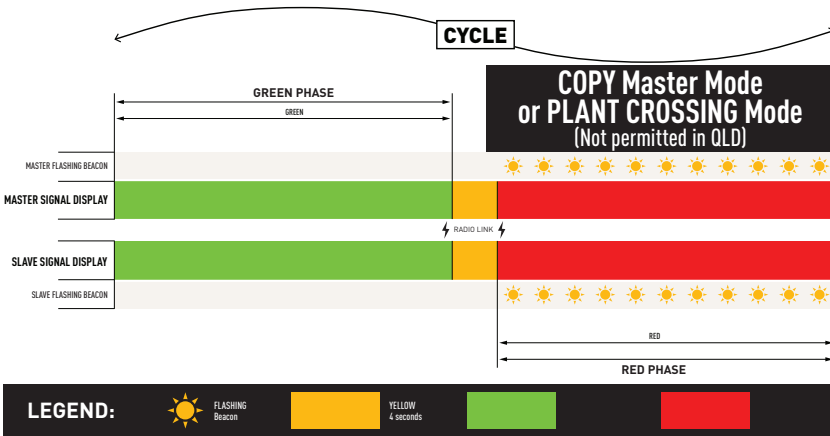 CYCLE
COPY Master Mode
or PLANT CROSSING Mode
(Not permitted in QLD)
GREEN PHASE
GREEN
MASTER FLASHING BEACON
MASTER SIGNAL DISPLAY
RADIO LINK
SLAVE SIGNAL DISPLAY
SLAVE FLASHING BEACON
RED
RED PHASE
LEGEND:
FLASHING
Beacon
YELLOW
4 seconds